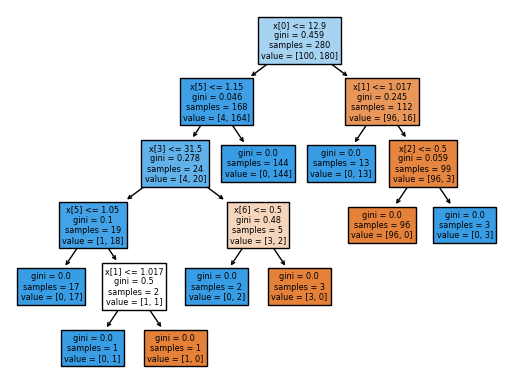 x[0] <= 12.9
gini = 0.459
samples = 280
value = [100, 180]
x[5] <= 1.15
gini = 0.046
samples = 168
value = [4, 164]
x[1] <= 1.017
gini = 0.245
samples = 112
value = [96, 16]
x[3] <= 31.5
gini = 0.278
samples = 24
value = [4, 20]
gini = 0.0
samples = 144
value = [0, 144]
gini = 0.0
samples = 13
value = [0, 13]
x[2] <= 0.5
gini = 0.059
samples = 99
value = [96, 3]
x[5] <= 1.05
gini = 0.1
samples = 19
value = [1, 18]
x[6] <= 0.5
gini = 0.48
samples = 5
value = [3, 2]
gini = 0.0
samples = 96
value = [96, 0]
gini = 0.0
samples = 3
value = [0, 3]
gini = 0.0
samples = 17
value = [0, 17]
x[1] <= 1.017
gini = 0.5
samples = 2
value = [1, 1]
gini = 0.0
samples = 2
value = [0, 2]
gini = 0.0
samples = 3
value = [3, 0]
gini = 0.0
samples = 1
value = [0, 1]
gini = 0.0
samples = 1
value = [1, 0]